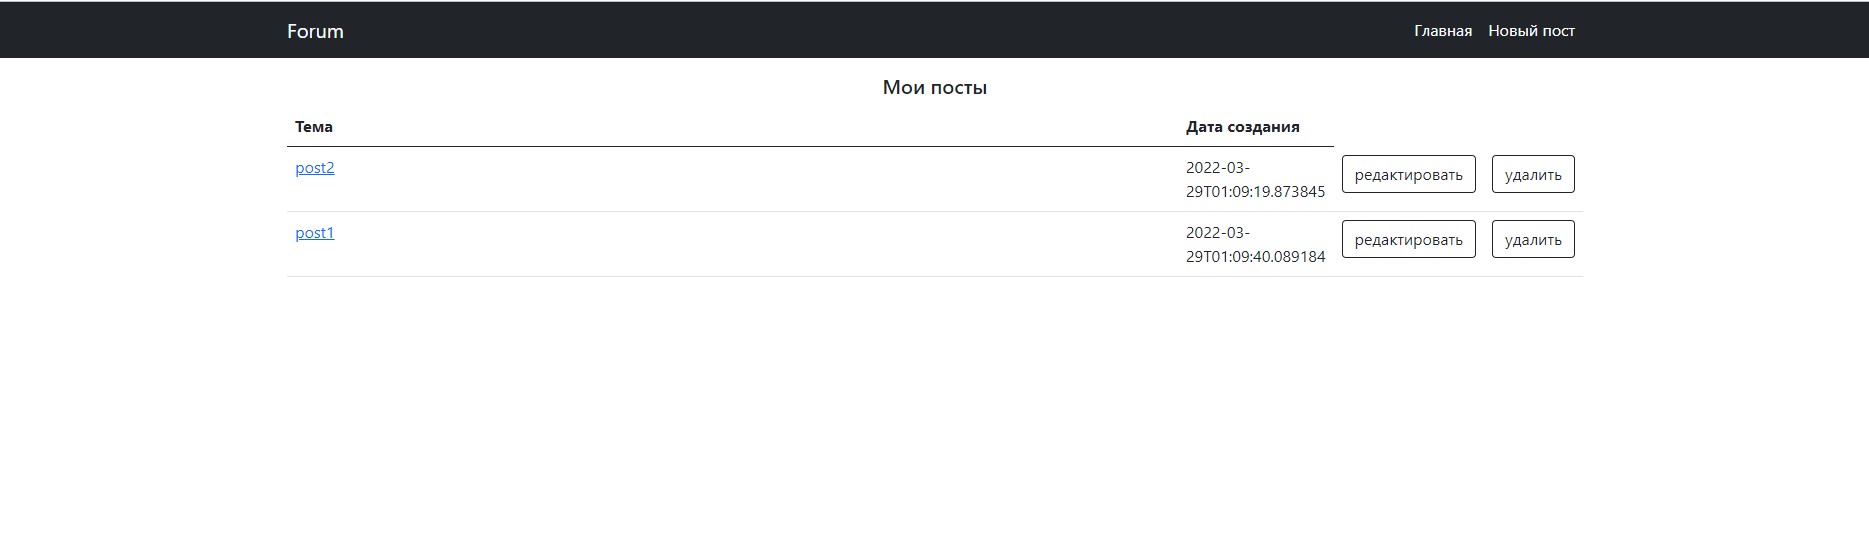 Forum Главная Новый пост
Мои посты
Тема Дата создания
post2 2022-03-
29T01:09:19.873845 редактировать удалить
post1 2022-03-
29T01:09:40.089184 редактировать удалить